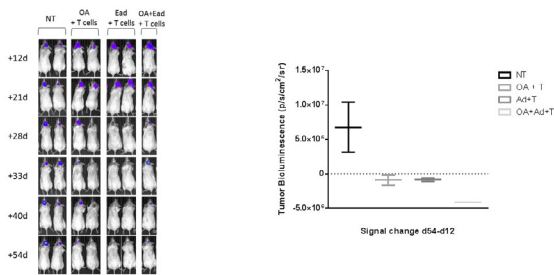 NT
OA + T cells
Ead + T cells
OA+Ead + T cells
+12d
+21d
+28d
+33d
+40d
+54d
Tumor Bioluminescence (p/s/cm²/sr)
1.5×10⁷
1.0×10⁷
5.0×10⁶
0
-5.0×10⁶
NT
OA + T
Ad+T
OA+Ad+T
Signal change d54-d12